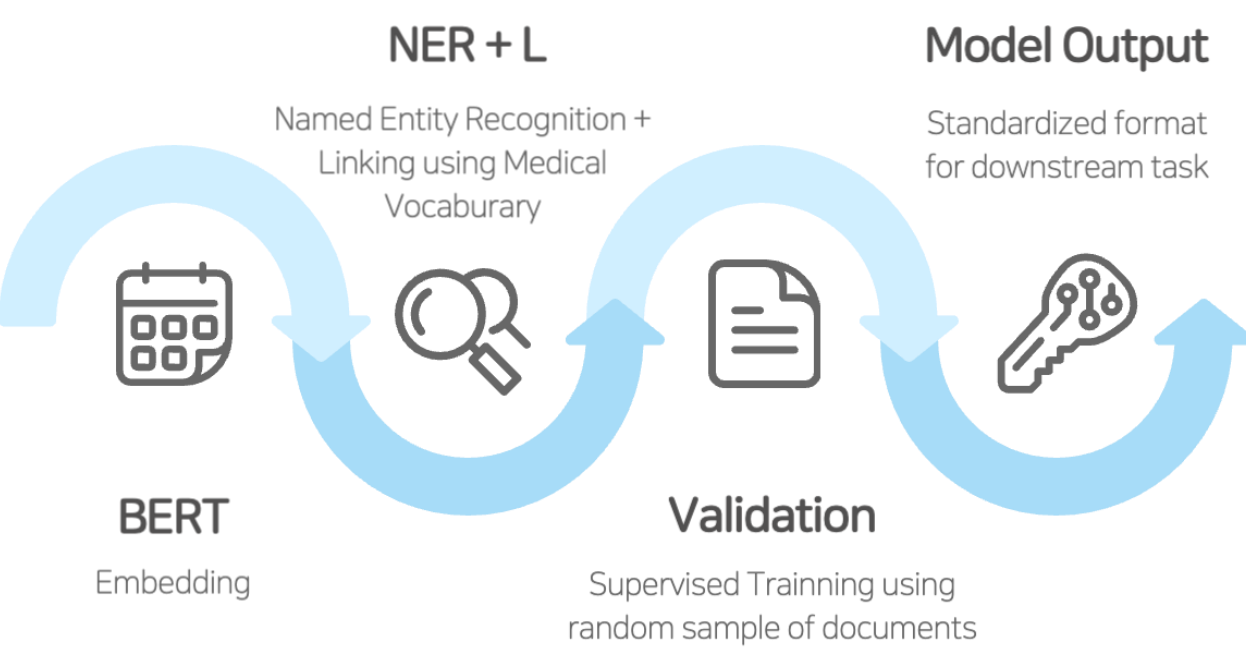 NER + L
Named Entity Recognition +
Linking using Medical
Vocaburary
Model Output
Standardized format
for downstream task
BERT
Embedding
Validation
Supervised Trainning using
random sample of documents